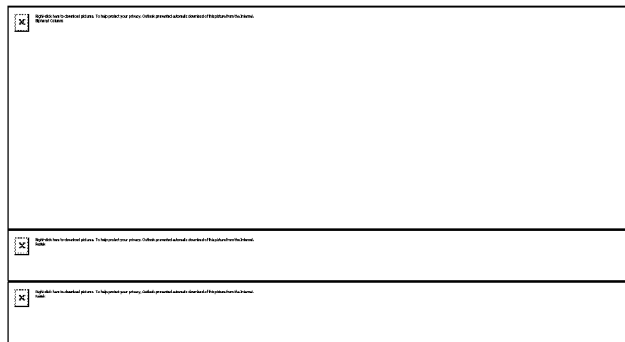 Right-click here to download pictures. To help protect your privacy, Outlook prevented automatic download of this picture from the Internet.
Right-click here to download pictures. To help protect your privacy, Outlook prevented automatic download of this picture from the Internet.
Right-click here to download pictures. To help protect your privacy, Outlook prevented automatic download of this picture from the Internet.